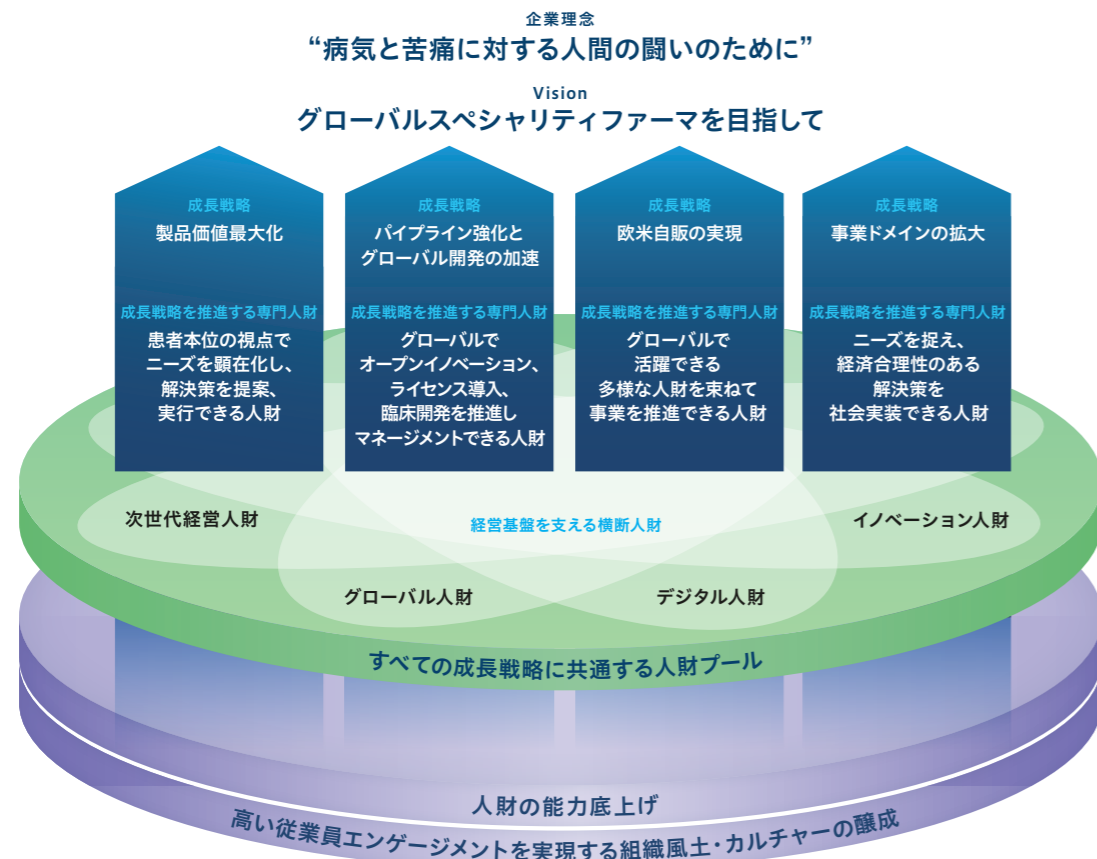 企業理念
“病気と苦痛に対する人間の闘いのために”
Vision
グローバルスペシャリティファーマを目指して
成長戦略
製品価値最大化
成長戦略を推進する専門人財
患者本位の視点で
ニーズを顕在化し、
解決策を提案、
実行できる人財
成長戦略
パイプライン強化と
グローバル開発の加速
成長戦略を推進する専門人財
グローバルで
オープンイノベーション、
ライセンス導入、
臨床開発を推進し
マネージメントできる人財
成長戦略
欧米自販の実現
成長戦略を推進する専門人財
グローバルで
活躍できる
多様な人財を束ねて
事業を推進できる人財
成長戦略
事業ドメインの拡大
成長戦略を推進する専門人財
ニーズを捉え、
経済合理性のある
解決策を
社会実装できる人財
次世代経営人財
経営基盤を支える横断人財
イノベーション人財
グローバル人財
デジタル人財
すべての成長戦略に共通する人財プール
人財の能力底上げ
高い従業員エンゲージメントを実現する組織風土・カルチャーの醸成